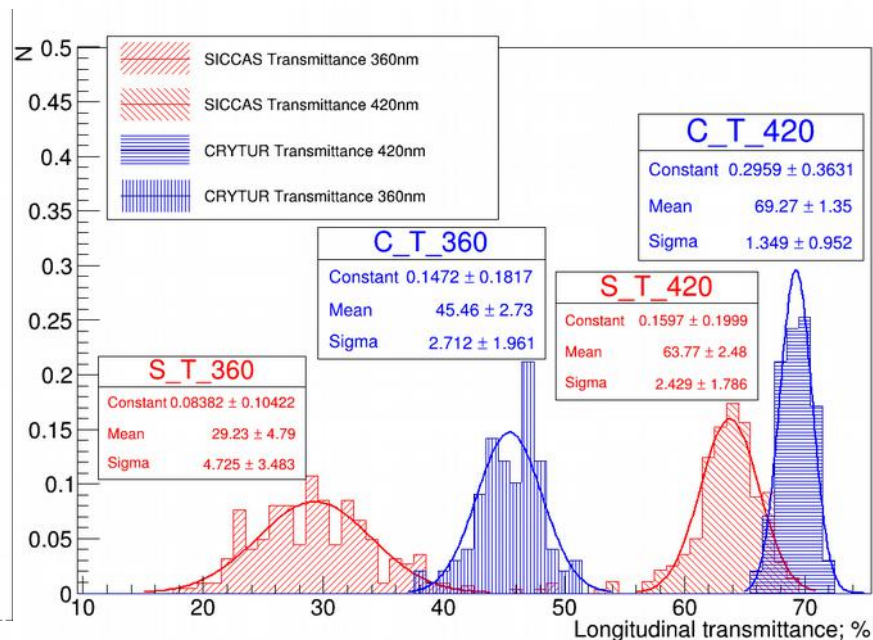 N
0.5
0.45
0.4
0.35
0.3
0.25
0.2
0.15
0.1
0.05
0
SICCAS Transmittance 360nm
SICCAS Transmittance 420nm
CRYTUR Transmittance 420nm
CRYTUR Transmittance 360nm
C_T_420
Constant 0.2959 ± 0.3631
Mean 69.27 ± 1.35
Sigma 1.349 ± 0.952
C_T_360
Constant 0.1472 ± 0.1817
Mean 45.46 ± 2.73
Sigma 2.712 ± 1.961
S_T_420
Constant 0.1597 ± 0.1999
Mean 63.77 ± 2.48
Sigma 2.429 ± 1.786
S_T_360
Constant 0.08382 ± 0.10422
Mean 29.23 ± 4.79
Sigma 4.725 ± 3.483
10 20 30 40 50 60 70
Longitudinal transmittance; %